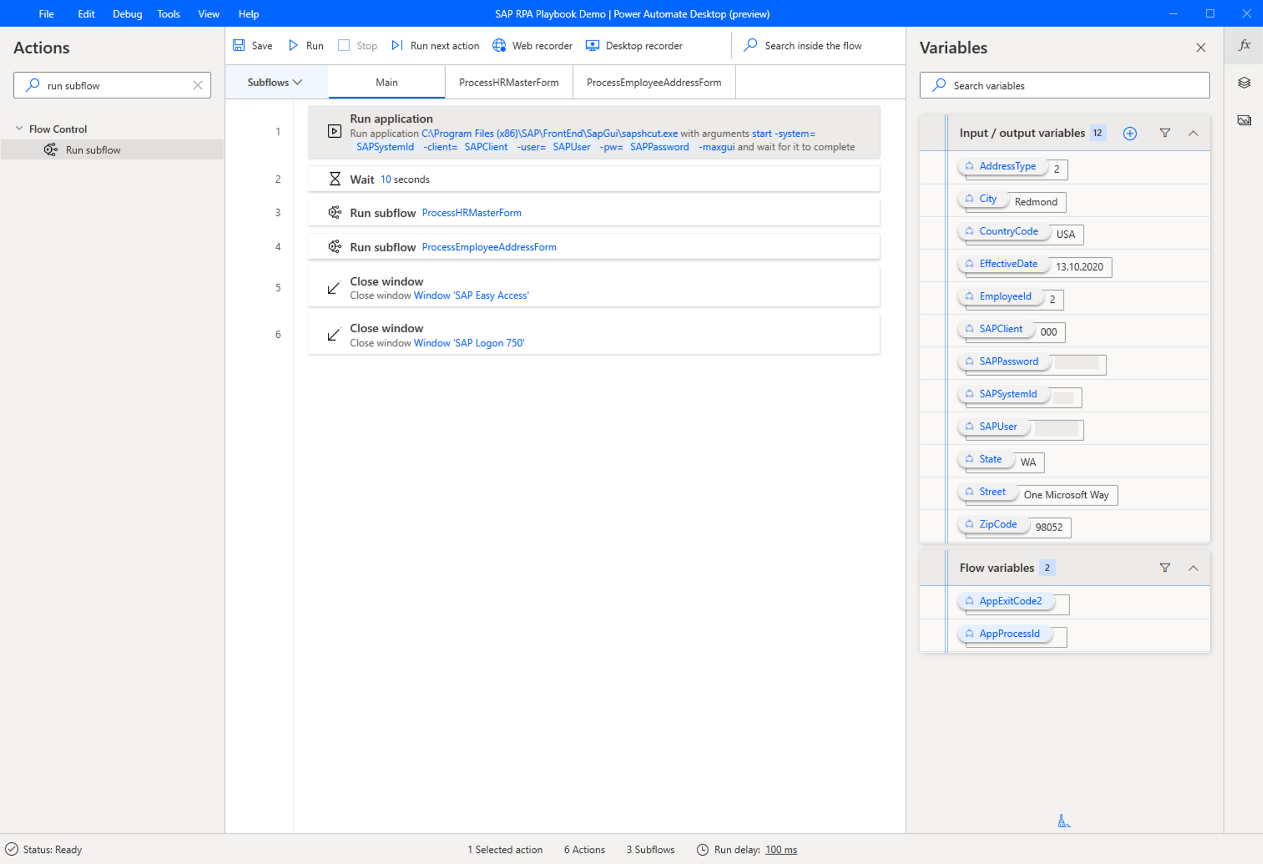 File Edit Debug Tools View Help SAP RPA Playbook Demo | Power Automate Desktop (preview)
Actions
run subflow
Flow Control
Run subflow
Save Run Stop Run next action Web recorder Desktop recorder Search inside the flow
Subflows Main ProcessHRMasterForm ProcessEmployeeAddressForm
1
Run application
Run application C:\Program Files (x86)\SAP\FrontEnd\SapGui\sapshcut.exe with arguments start -system=
SAPSystemId -client= SAPClient -user= SAPUser -pw= SAPPassword -maxgui and wait for it to complete
2 Wait 10 seconds
3 Run subflow ProcessHRMasterForm
4 Run subflow ProcessEmployeeAddressForm
5
Close window
Close window Window 'SAP Easy Access'
6
Close window
Close window Window 'SAP Logon 750'
Variables
fx
Search variables
Input / output variables 12
AddressType 2
City Redmond
CountryCode USA
EffectiveDate 13.10.2020
EmployeeId 2
SAPClient 000
SAPPassword
SAPSystemId
SAPUser
State WA
Street One Microsoft Way
ZipCode 98052
Flow variables 2
AppExitCode2
AppProcessId
Status: Ready 1 Selected action 6 Actions 3 Subflows Run delay: 100 ms